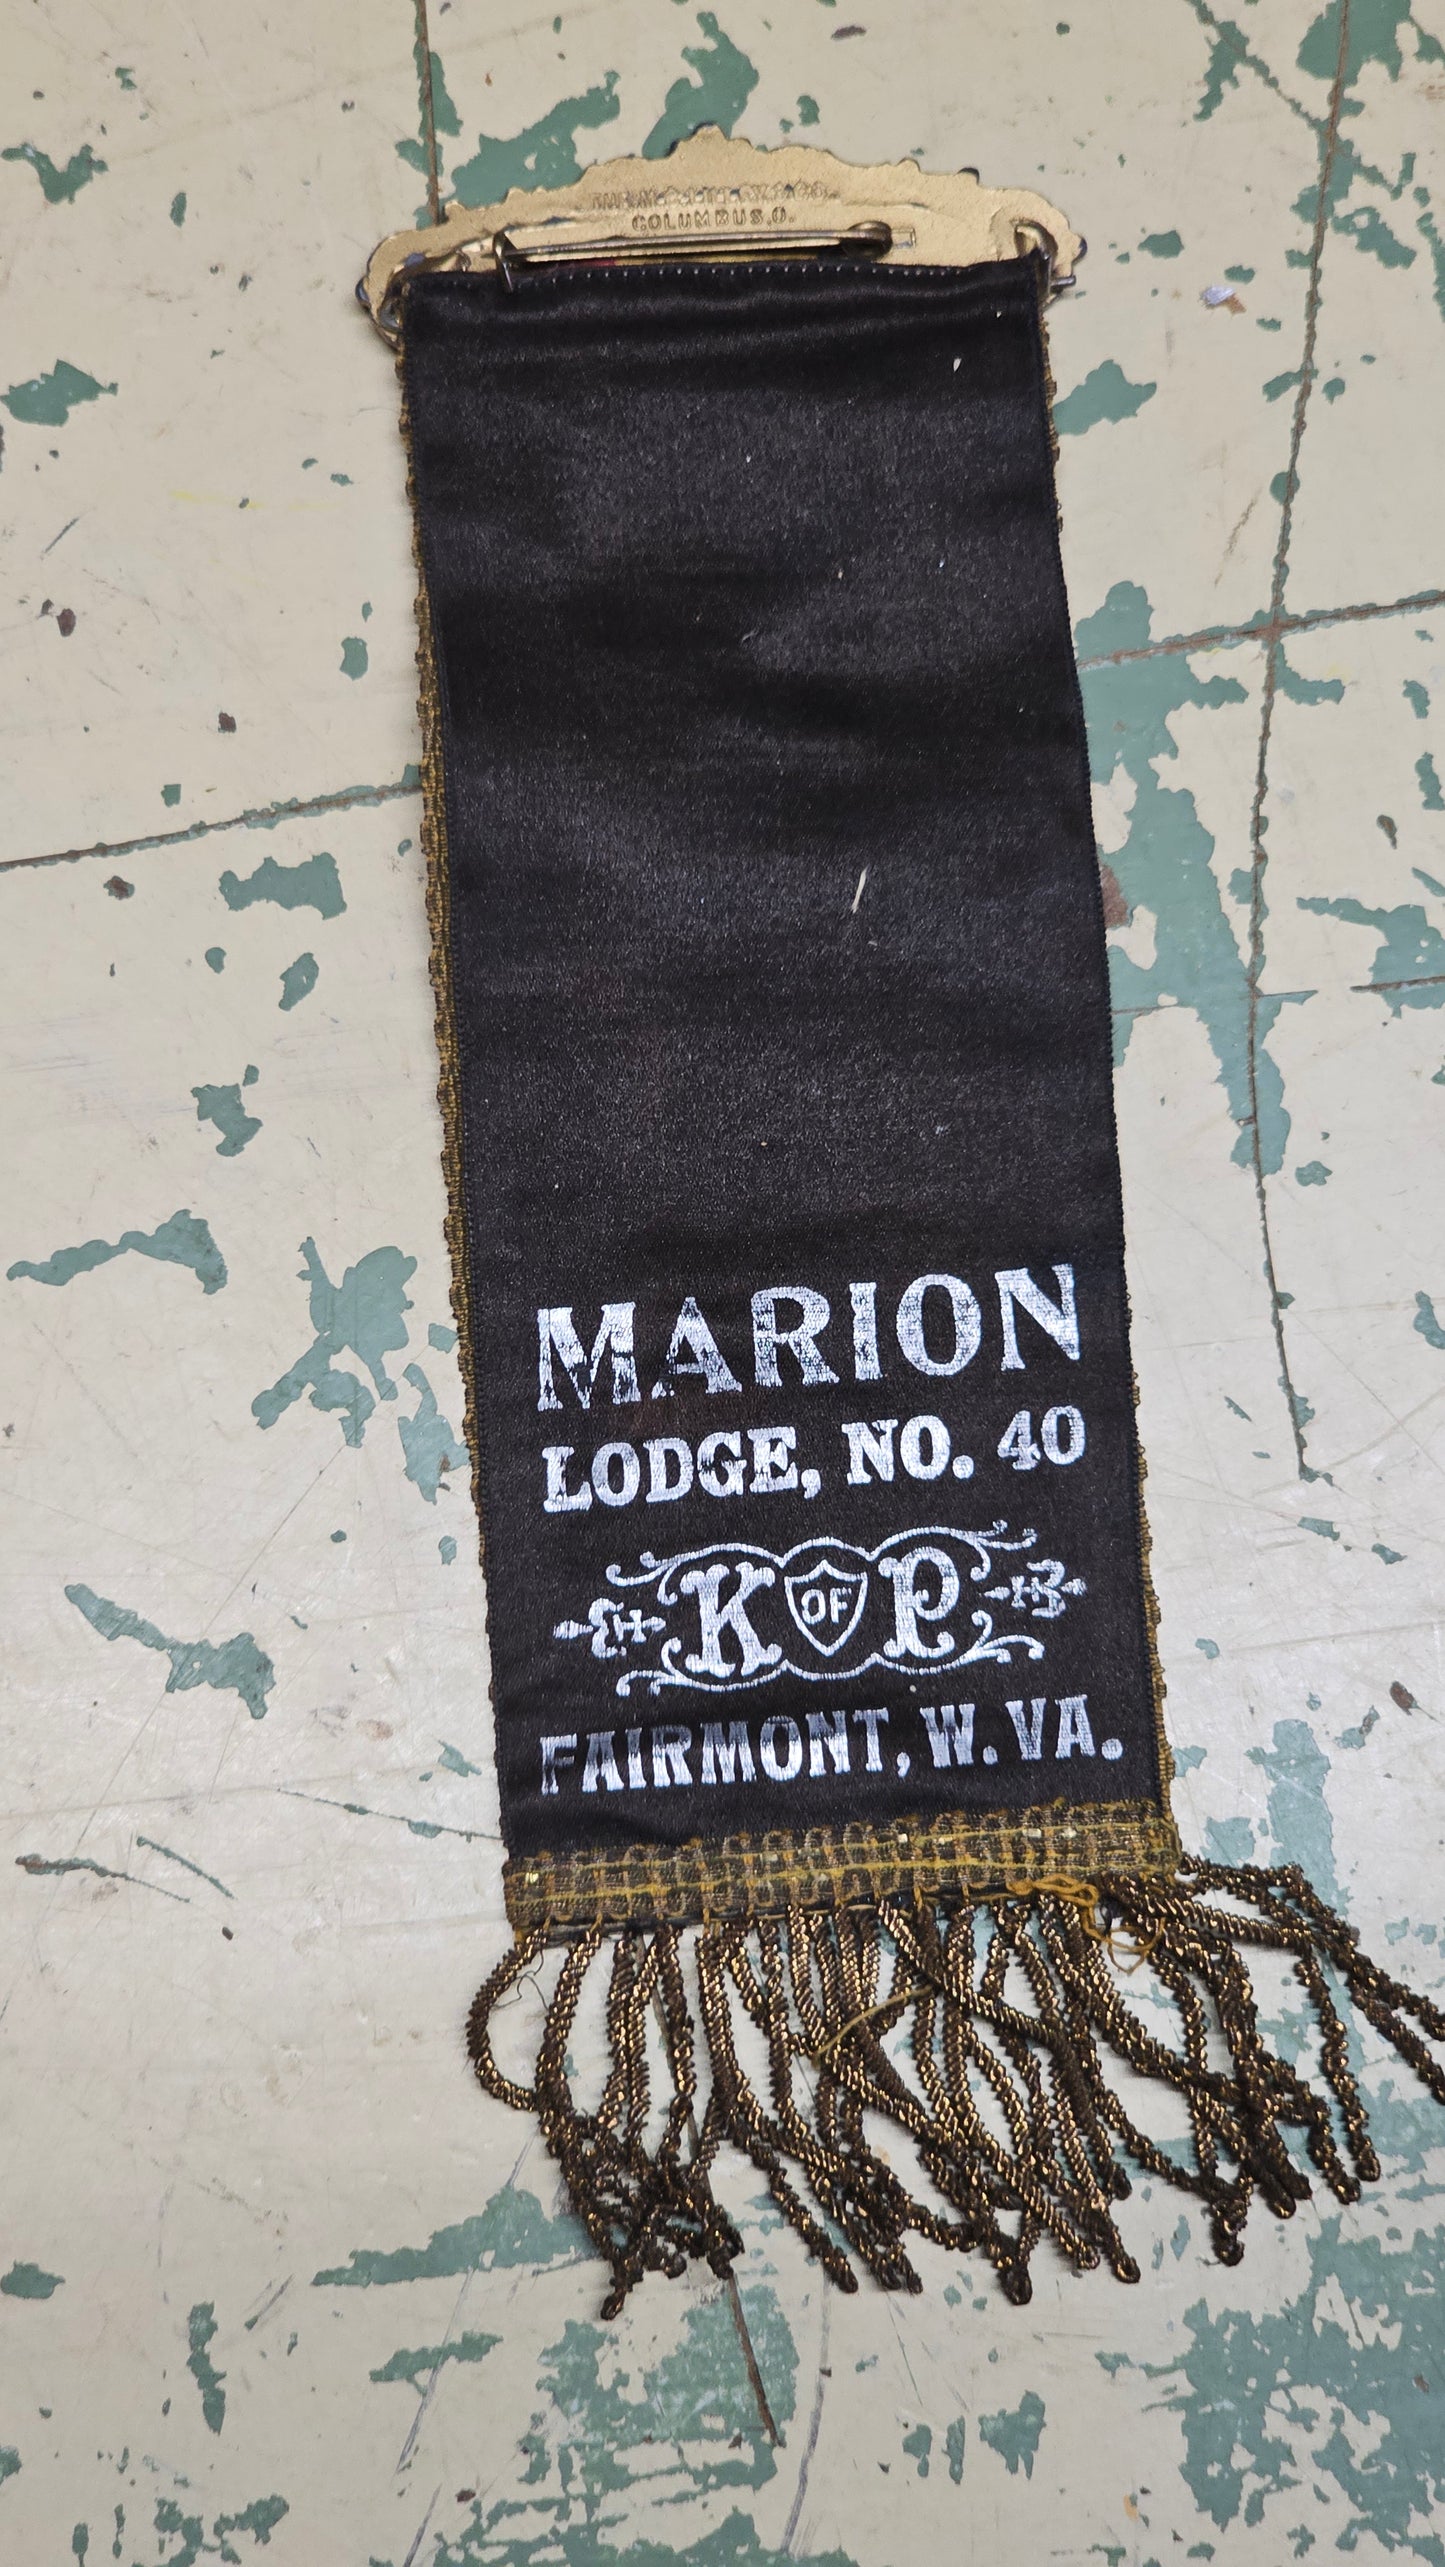 COLUMBUS, O.
MARION
LODGE, NO. 40
K OF P
FAIRMONT, W. VA.